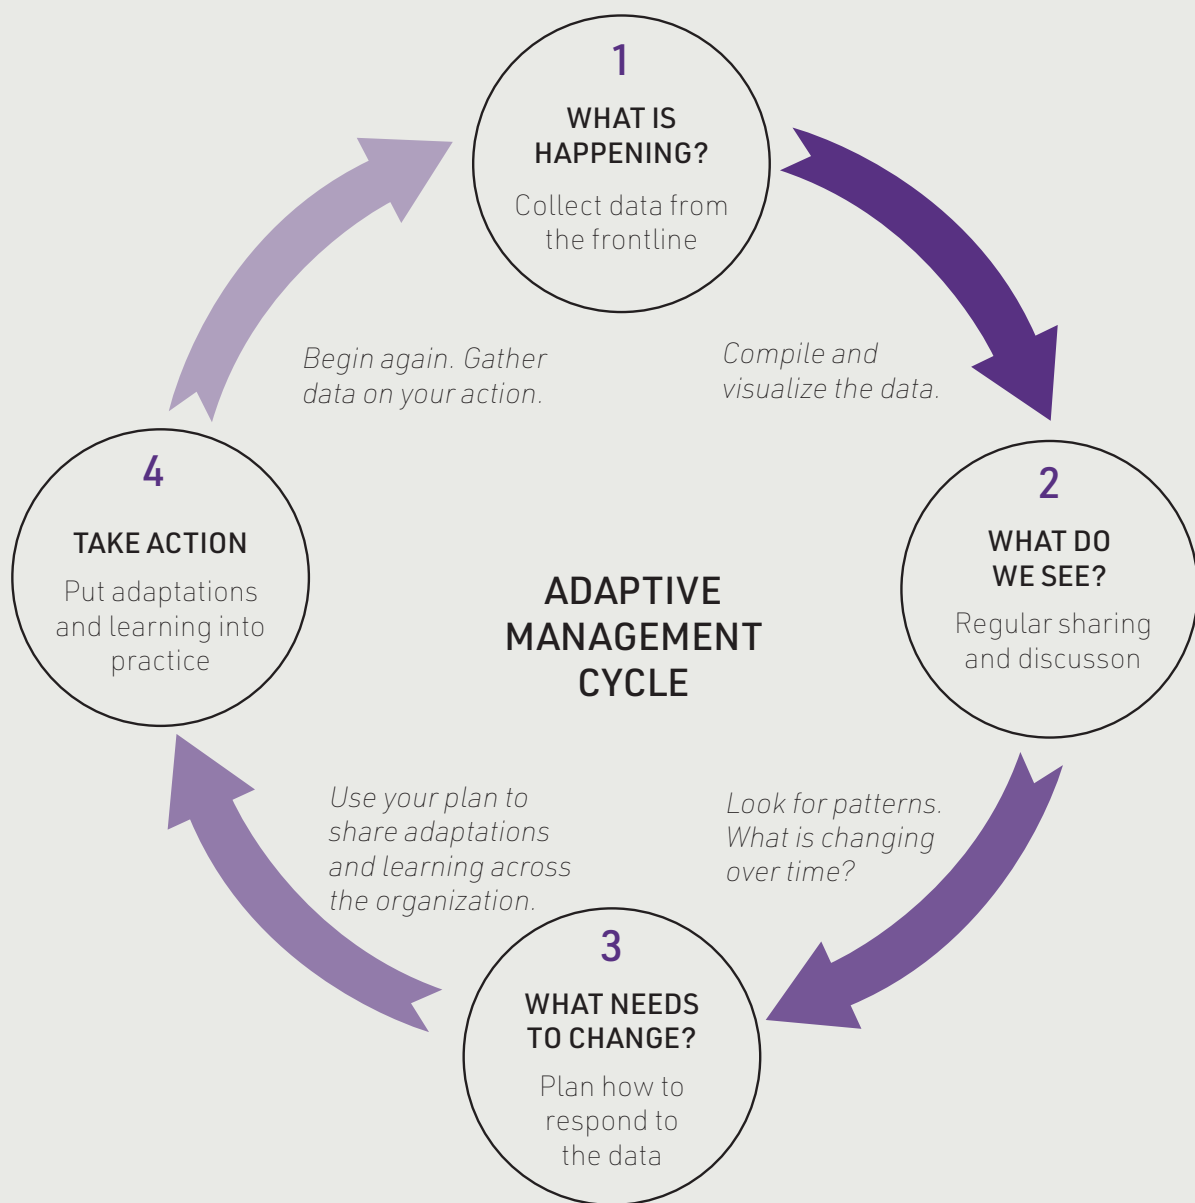 1
WHAT IS
HAPPENING?
Collect data from
the frontline
Compile and
visualize the data.
2
WHAT DO
WE SEE?
Regular sharing
and discusson
Look for patterns.
What is changing
over time?
3
WHAT NEEDS
TO CHANGE?
Plan how to
respond to
the data
Use your plan to
share adaptations
and learning across
the organization.
4
TAKE ACTION
Put adaptations
and learning into
practice
Begin again. Gather
data on your action.
ADAPTIVE
MANAGEMENT
CYCLE